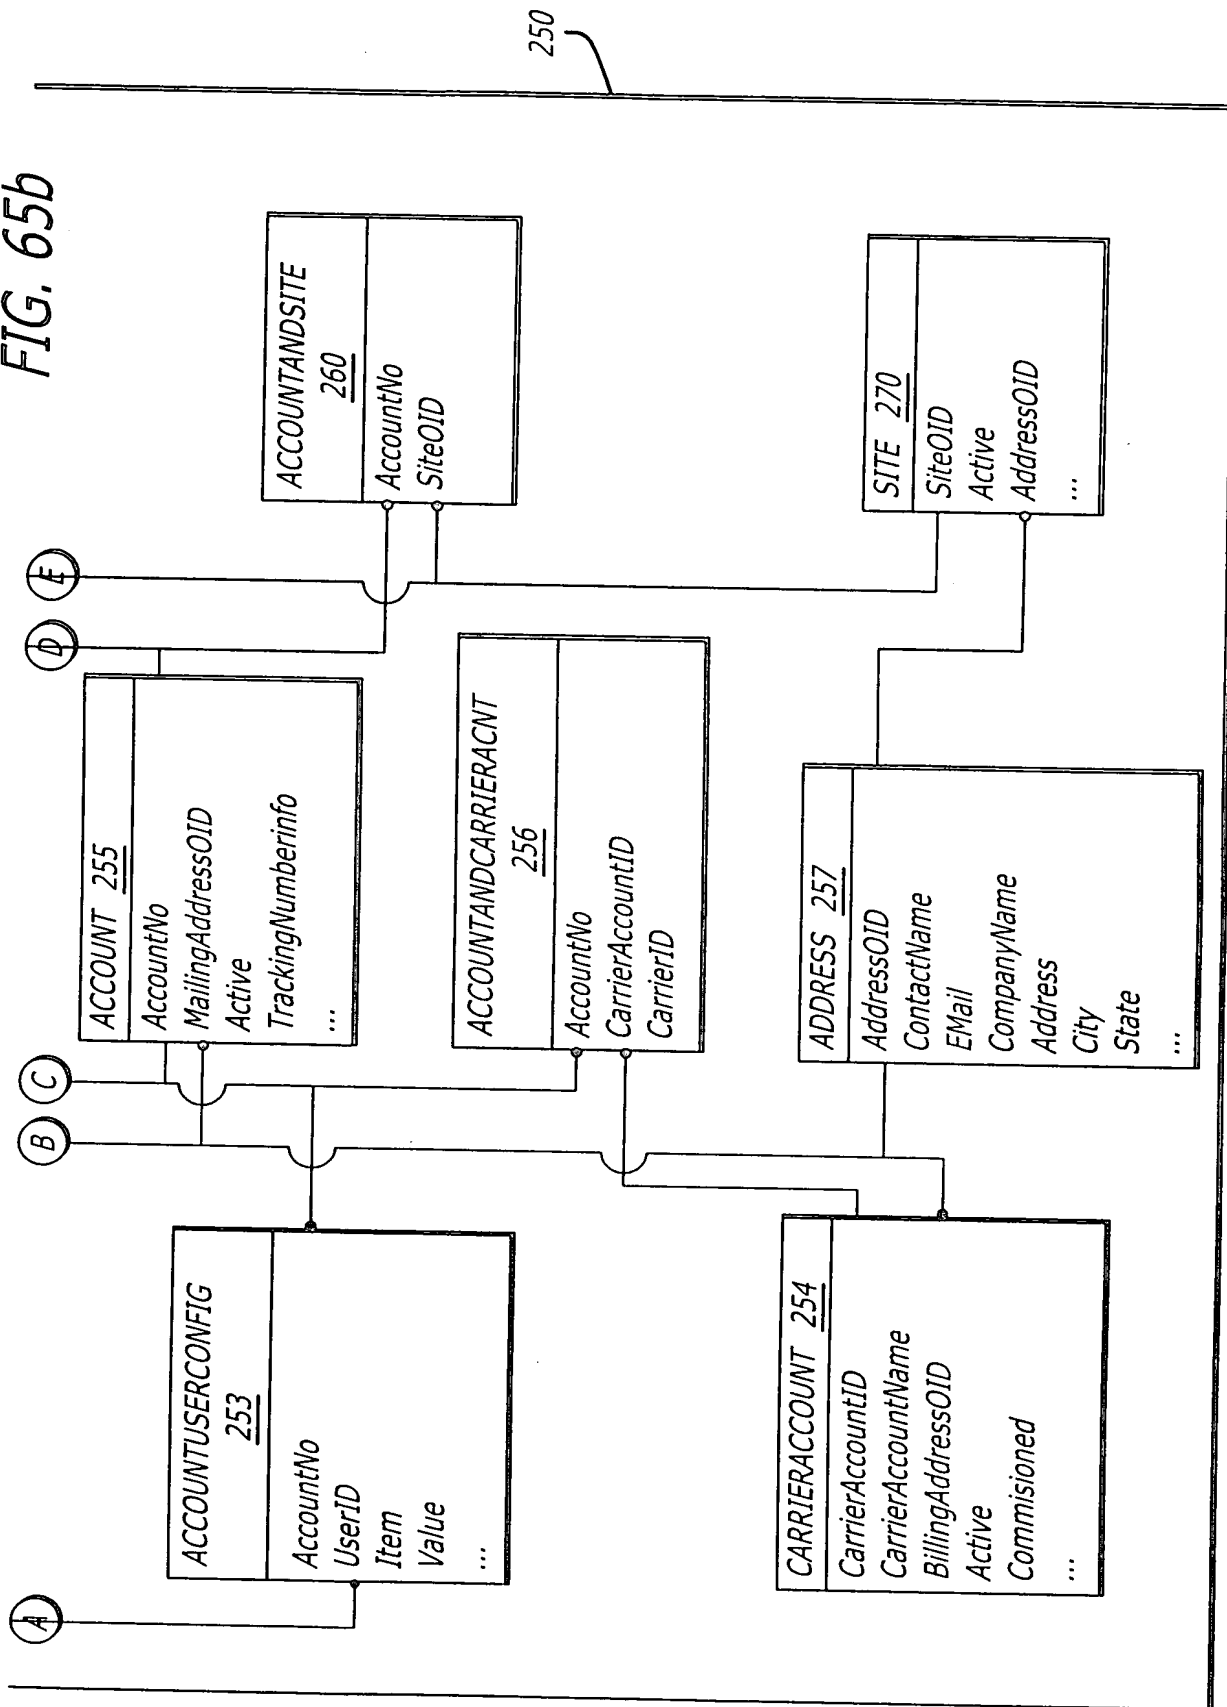 FIG. 65b
A
B
C
D
E
ACCOUNTUSERCONFIG
253
AccountNo
UserID
Item
Value
...
ACCOUNT 255
AccountNo
MailingAddressOID
Active
TrackingNumberinfo
...
ACCOUNTANDSITE
260
AccountNo
SiteOID
ACCOUNTANDCARRIERACNT
256
AccountNo
CarrierAccountID
CarrierID
CARRIERACCOUNT 254
CarrierAccountID
CarrierAccountName
BillingAddressOID
Active
Commisioned
...
ADDRESS 257
AddressOID
ContactName
EMail
CompanyName
Address
City
State
...
SITE 270
SiteOID
Active
AddressOID
...
250